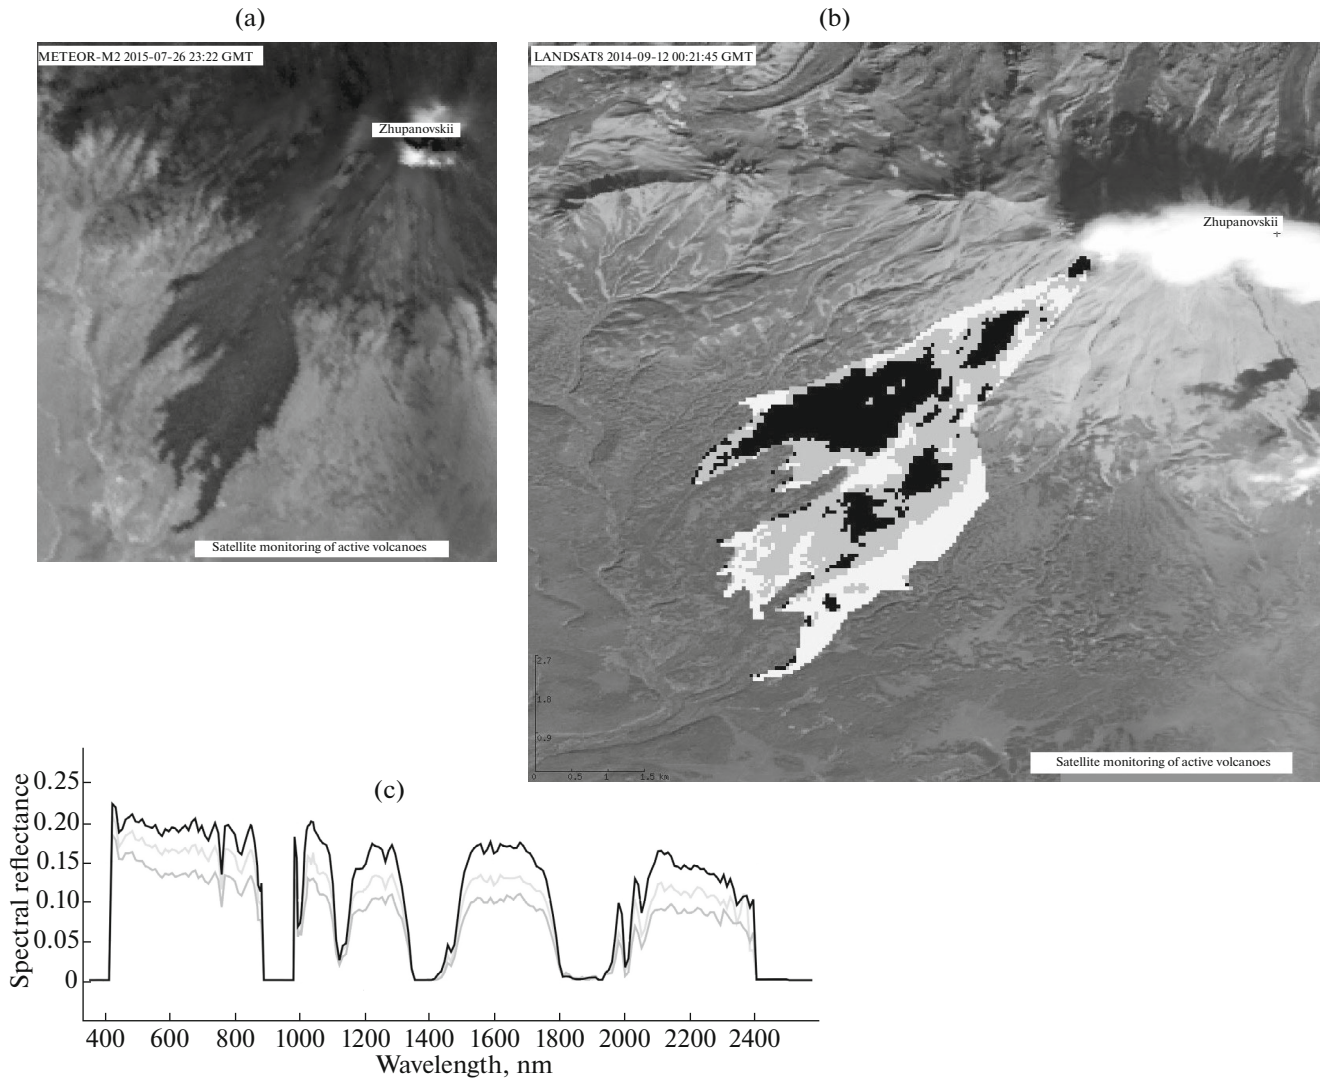 (a)
(b)
METEOR-M2 2015-07-26 23:22 GMT
LANDSAT8 2014-09-12 00:21:45 GMT
Zhupanovskii
Zhupanovskii
Satellite monitoring of active volcanoes
2.7
1.8
0.9
0 0.5 1 1.5 км
Satellite monitoring of active volcanoes
(c)
Spectral reflectance
0.25
0.20
0.15
0.10
0.05
0
400 600 800 1000 1200 1400 1600 1800 2000 2200 2400
Wavelength, nm